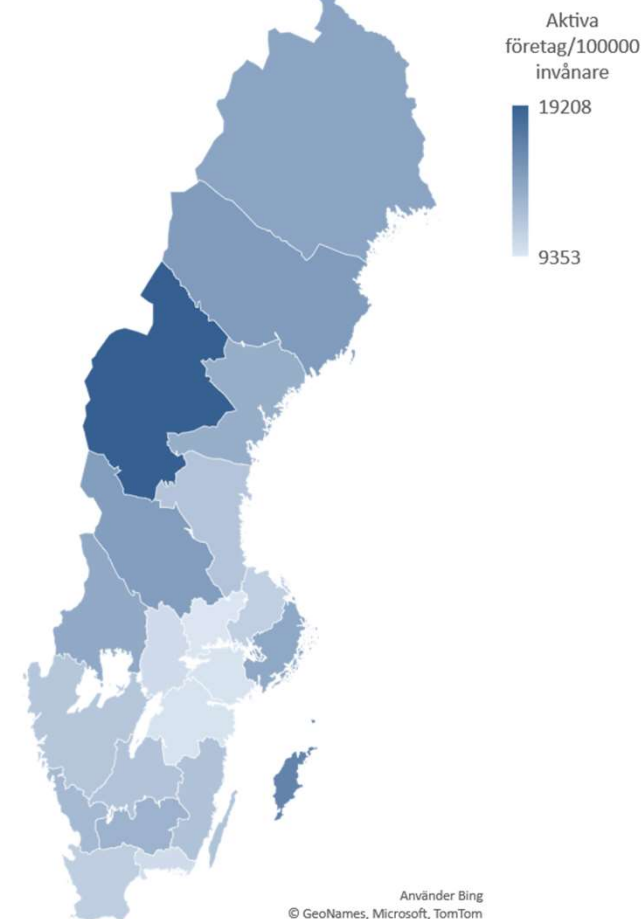 Aktiva
företag/100000
invånare
19208
9353
Använder Bing
© GeoNames, Microsoft, TomTom